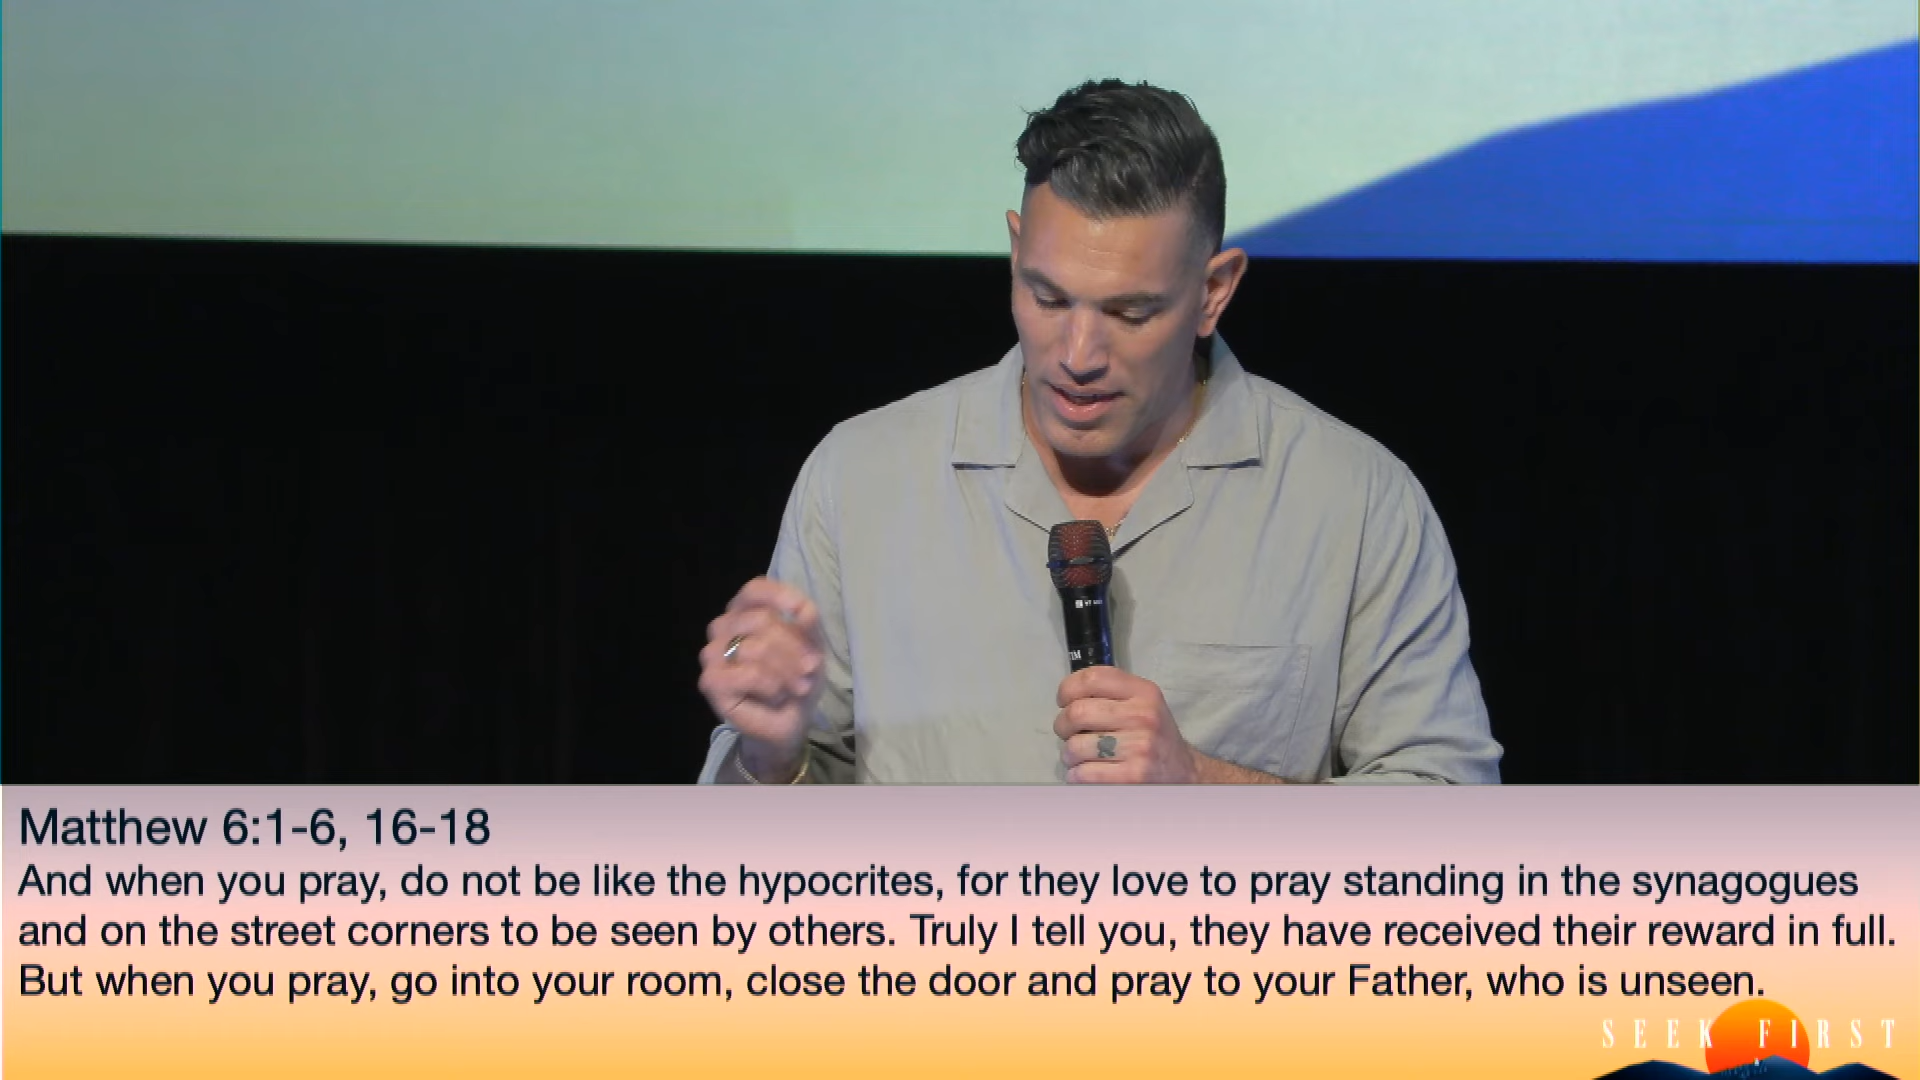 Matthew 6:1-6, 16-18
And when you pray, do not be like the hypocrites, for they love to pray standing in the synagogues
and on the street corners to be seen by others. Truly I tell you, they have received their reward in full.
But when you pray, go into your room, close the door and pray to your Father, who is unseen.
SEEK FIRST